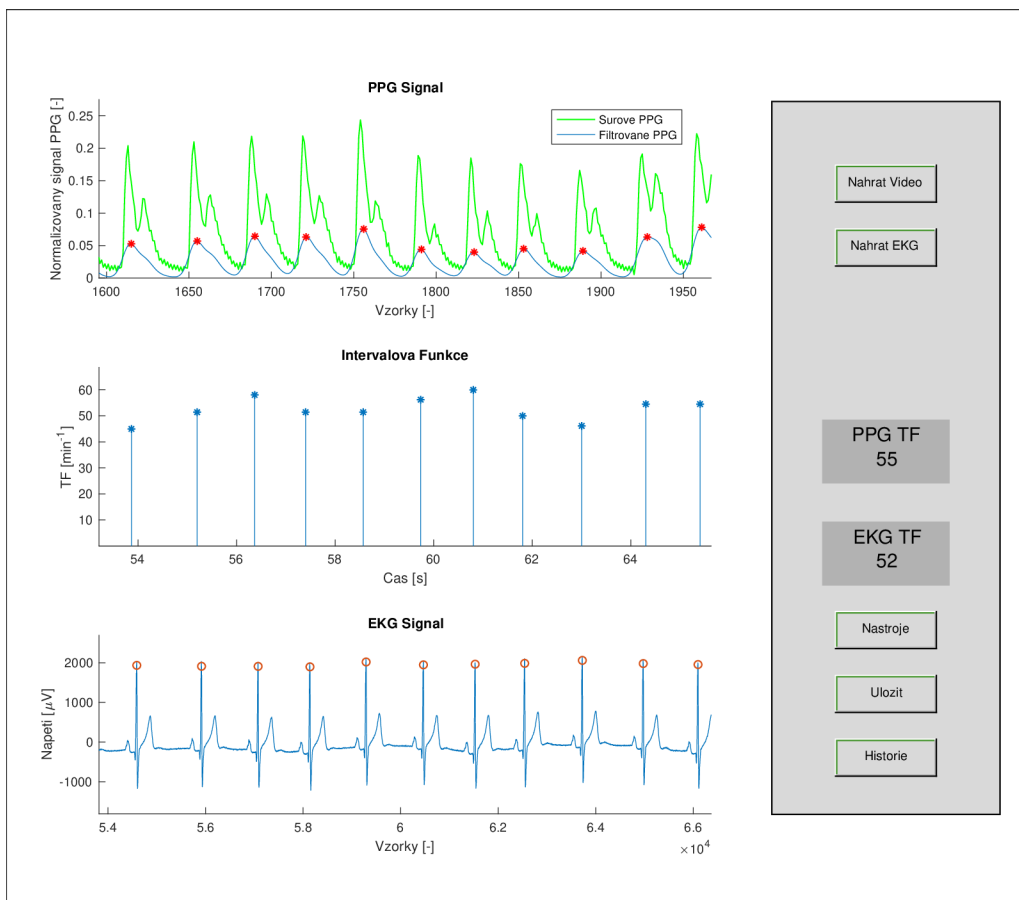 PPG Signal
Normalizovany signal PPG [-]
0.25
0.2
0.15
0.1
0.05
0
Surove PPG
Filtrovane PPG
1600 1650 1700 1750 1800 1850 1900 1950
Vzorky [-]
Intervalova Funkce
TF [min⁻¹]
60
50
40
30
20
10
54 56 58 60 62 64
Cas [s]
EKG Signal
Napeti [μV]
2000
1000
0
-1000
5.4 5.6 5.8 6 6.2 6.4 6.6
×10⁴
Vzorky [-]
Nahrat Video
Nahrat EKG
PPG TF
55
EKG TF
52
Nastroje
Ulozit
Historie